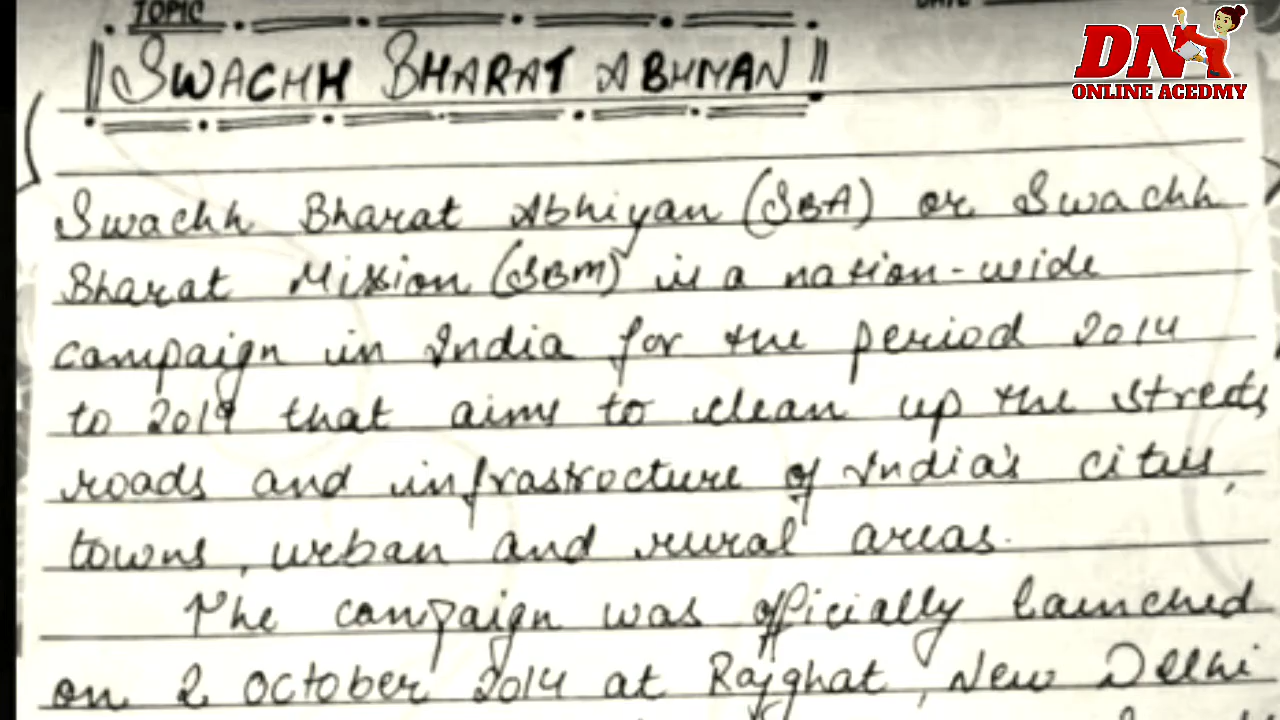 TOPIC
DATE
DNY
ONLINE ACEDMY
|| SWACHH BHARAT ABHIYAN ||
Swachh Bharat Abhiyan (SBA) or Swachh
Bharat Mission (SBM) is a nation-wide
campaign in India for the period 2014
to 2019 that aims to clean up the streets
roads and infrastrocture of India's cities,
towns, urban and rural areas.
The campaign was officially launched
on 2 October 2014 at Rajghat, New Delhi